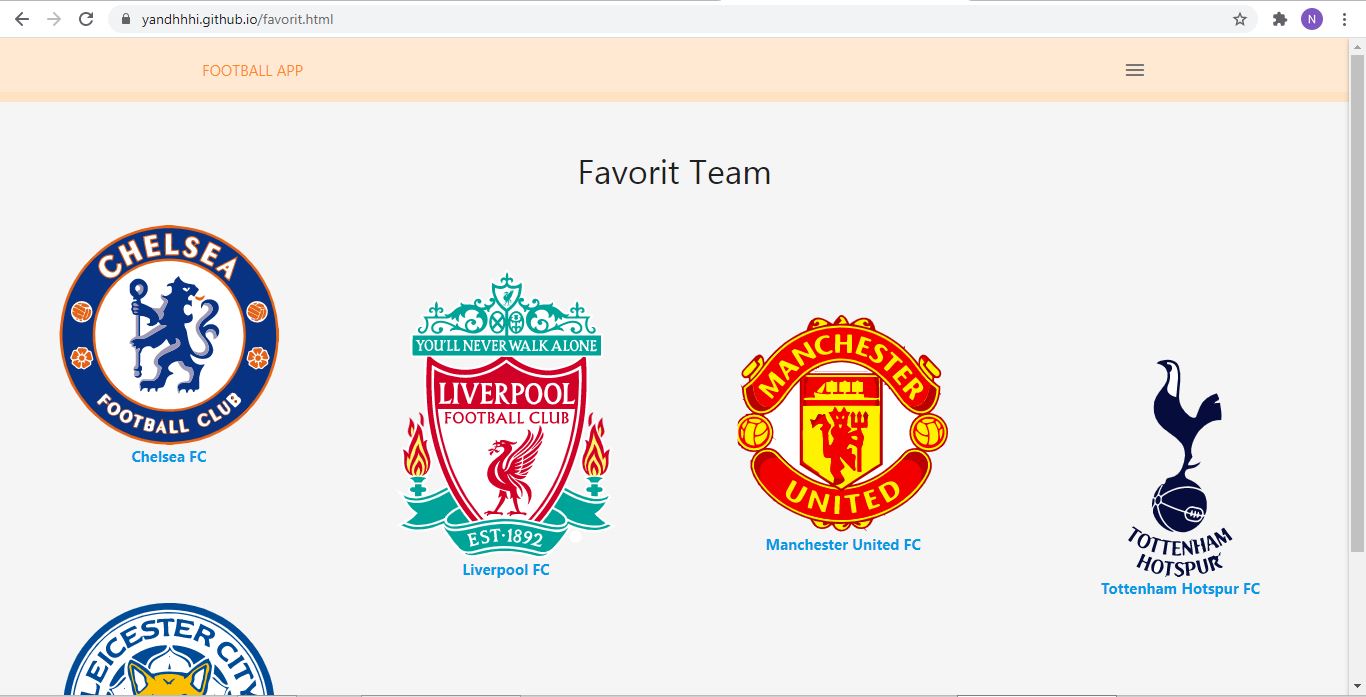 yandhhhi.github.io/favorit.html
N
FOOTBALL APP
Favorit Team
CHELSEA
FOOTBALL CLUB
Chelsea FC
YOU'LL NEVER WALK ALONE
LIVERPOOL
FOOTBALL CLUB
EST·1892
Liverpool FC
MANCHESTER
UNITED
Manchester United FC
TOTTENHAM
HOTSPUR
Tottenham Hotspur FC
LEICESTER CITY